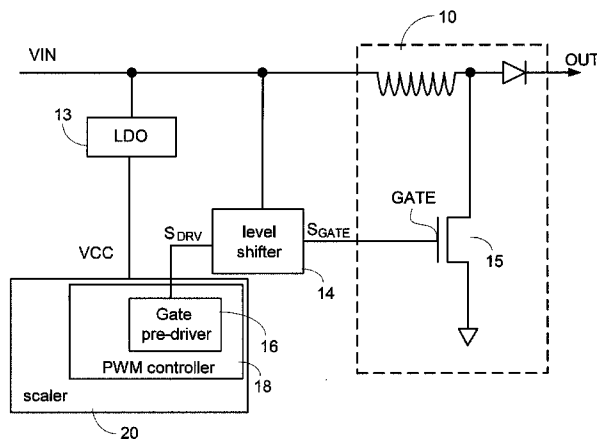 10
VIN
OUT
13
LDO
GATE
SDRV
level
shifter
SGATE
15
VCC
14
Gate
pre-driver
16
PWM controller
18
scaler
20